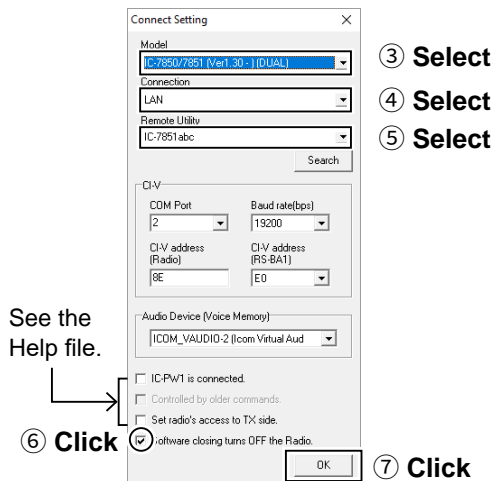 Connect Setting
Model
IC-7850/7851 (Ver1.30 - ) (DUAL)
③ Select
Connection
LAN
④ Select
Remote Utility
IC-7851abc
⑤ Select
Search
CI-V
COM Port Baud rate(bps)
2 19200
CI-V address CI-V address
(Radio) (RS-BA1)
8E E0
Audio Device (Voice Memory)
ICOM_VAUDIO-2 (Icom Virtual Aud
See the
Help file.
IC-PW1 is connected.
Controlled by older commands.
Set radio's access to TX side.
⑥ Click
Software closing turns OFF the Radio.
OK
⑦ Click